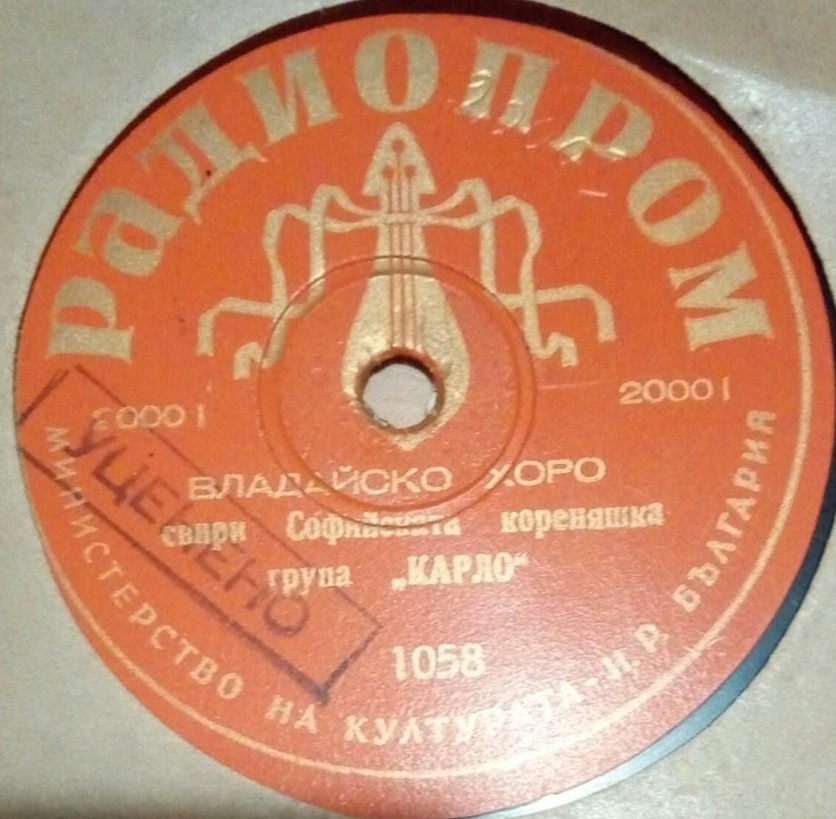 РаДИОПРОМ
20001
20001
ВЛАДАЙСКО ХОРО
свири Софийската кореняшка
група „КАРЛО“
1058
МИНИСТЕРСТВО НА КУЛТУРАТА - Н. Р. БЪЛГАРИЯ
УЦЕНЕНО